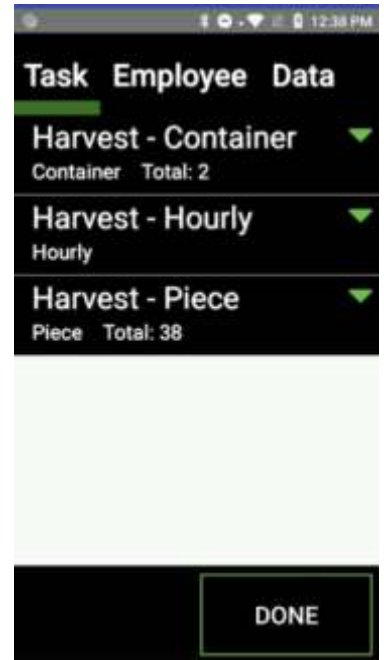 12:38 PM
Task Employee Data
Harvest - Container
Container Total: 2
Harvest - Hourly
Hourly
Harvest - Piece
Piece Total: 38
DONE